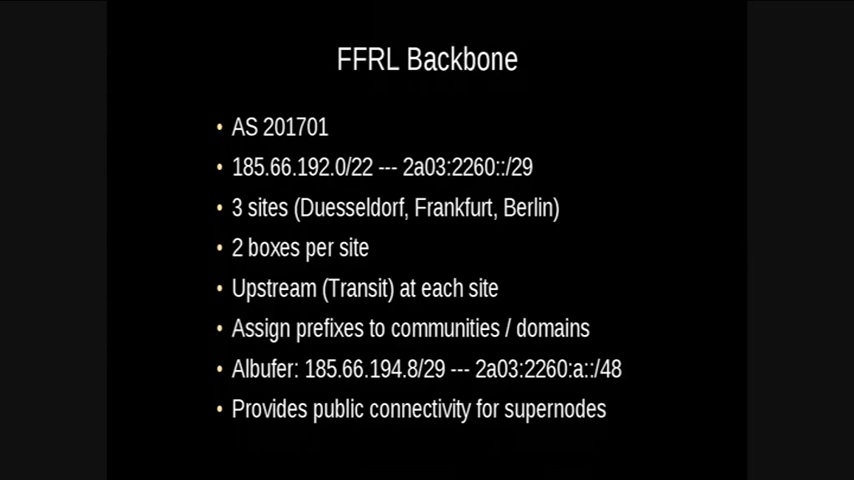 FFRL Backbone
• AS 201701
• 185.66.192.0/22 --- 2a03:2260::/29
• 3 sites (Duesseldorf, Frankfurt, Berlin)
• 2 boxes per site
• Upstream (Transit) at each site
• Assign prefixes to communities / domains
• Albufer: 185.66.194.8/29 --- 2a03:2260:a::/48
• Provides public connectivity for supernodes